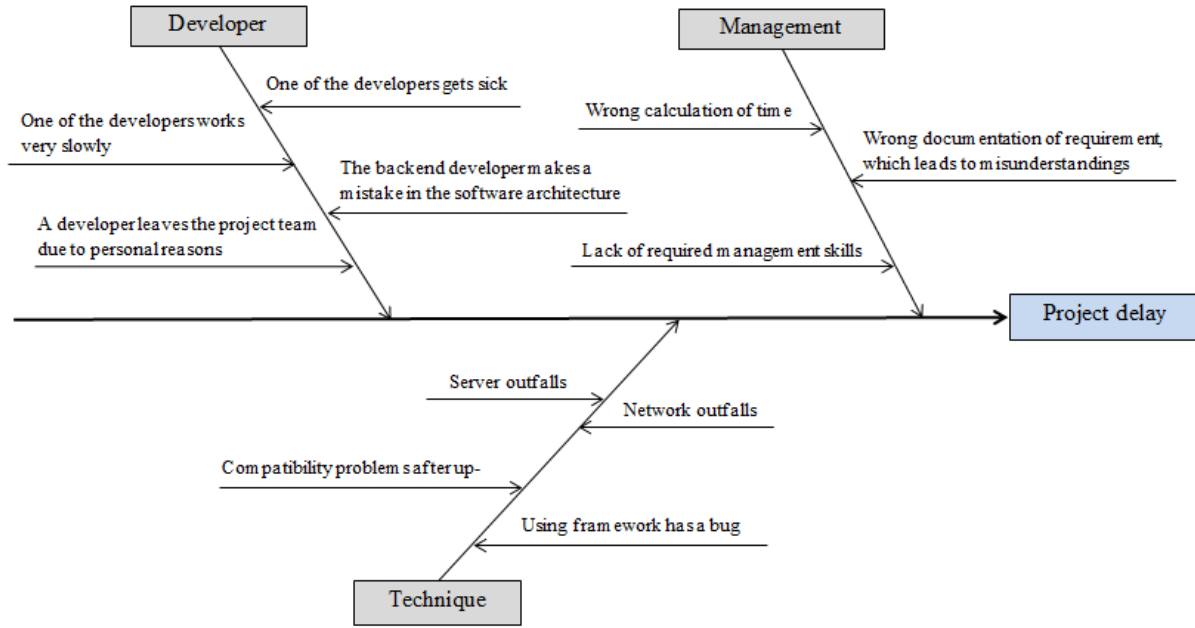 Developer
Management
One of the developers gets sick
Wrong calculation of time
One of the developers works
very slowly
Wrong documentation of requirement,
which leads to misunderstandings
The backend developer makes a
mistake in the software architecture
A developer leaves the project team
due to personal reasons
Lack of required management skills
Project delay
Server outfalls
Network outfalls
Compatibility problems after up-
Using framework has a bug
Technique